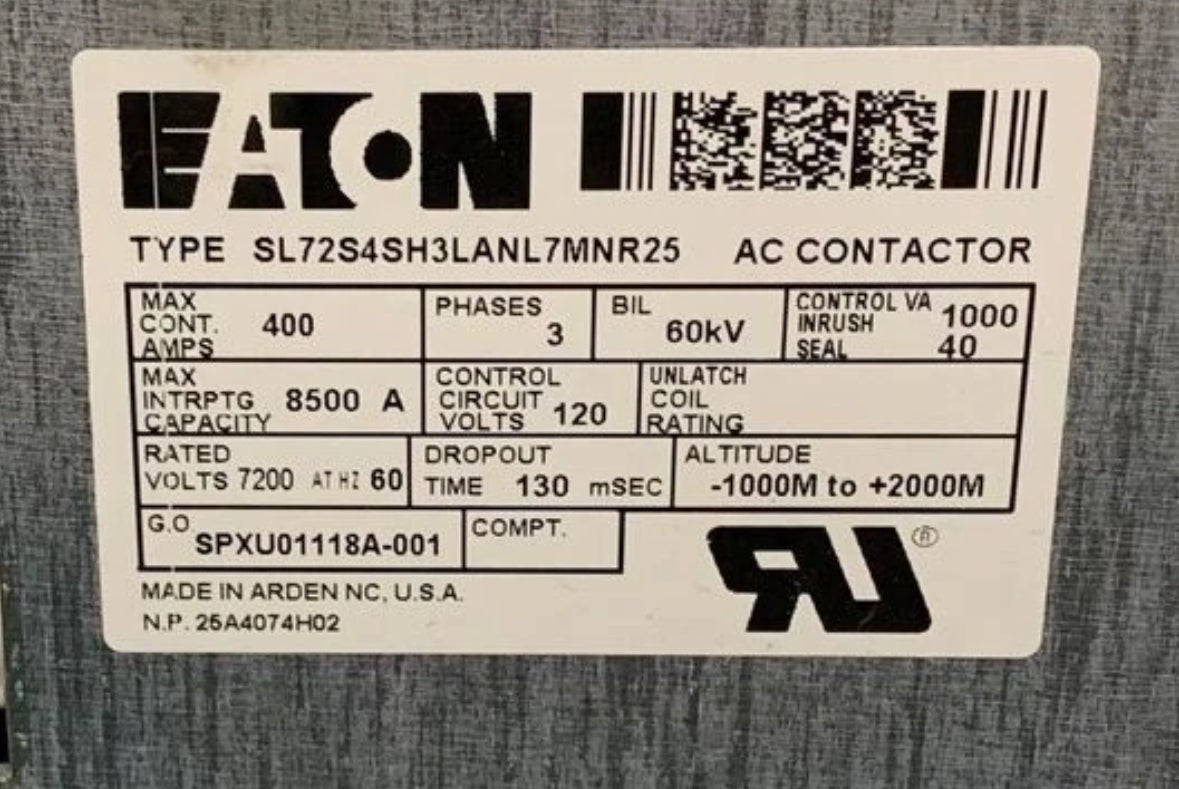 EATON
TYPE SL72S4SH3LANL7MNR25 AC CONTACTOR
MAX CONT. AMPS 400
PHASES 3
BIL 60kV
CONTROL VA INRUSH 1000
SEAL 40
MAX INTRPTG CAPACITY 8500 A
CONTROL CIRCUIT VOLTS 120
UNLATCH COIL RATING
RATED VOLTS 7200 AT HZ 60
DROPOUT TIME 130 mSEC
ALTITUDE -1000M to +2000M
G.O. SPXU01118A-001
COMPT.
RU ®
MADE IN ARDEN NC, U.S.A.
N.P. 25A4074H02